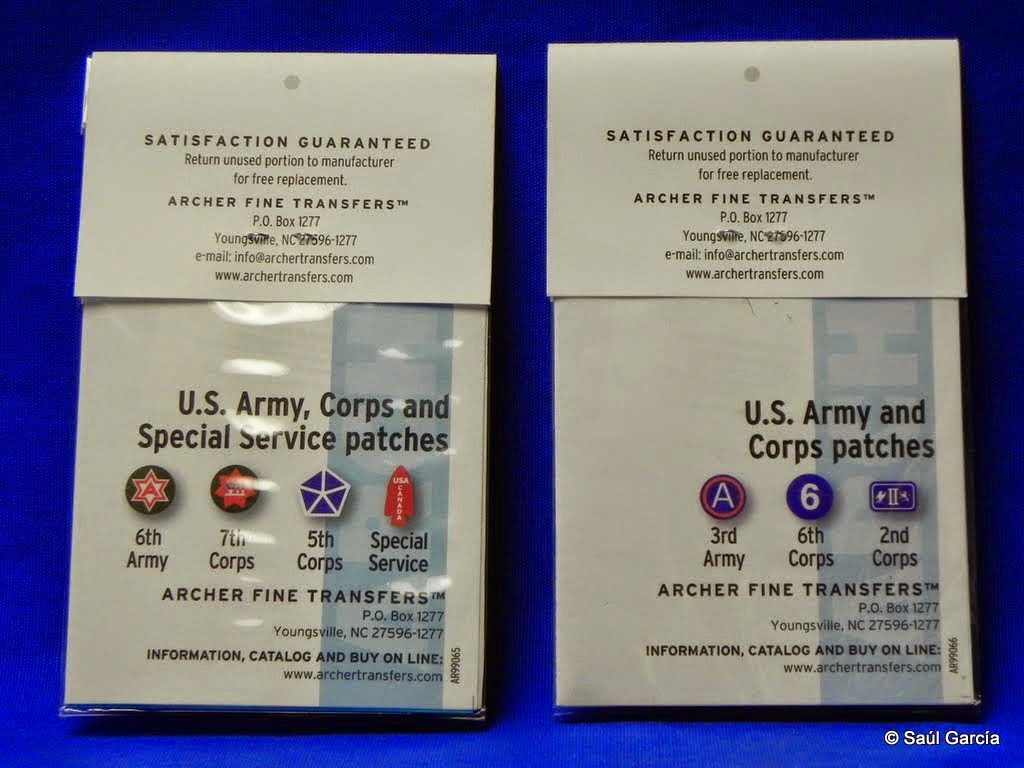 SATISFACTION GUARANTEED
Return unused portion to manufacturer
for free replacement.
ARCHER FINE TRANSFERS™
P.O. Box 1277
Youngsville, NC 27596-1277
e-mail: info@archertransfers.com
www.archertransfers.com
U.S. Army, Corps and
Special Service patches
A
VII
USA
CANADA
6th
Army
7th
Corps
5th
Corps
Special
Service
ARCHER FINE TRANSFERS™
P.O. Box 1277
Youngsville, NC 27596-1277
INFORMATION, CATALOG AND BUY ON LINE:
www.archertransfers.com
AR99065
SATISFACTION GUARANTEED
Return unused portion to manufacturer
for free replacement.
ARCHER FINE TRANSFERS™
P.O. Box 1277
Youngsville, NC 27596-1277
e-mail: info@archertransfers.com
www.archertransfers.com
U.S. Army and
Corps patches
A
6
II
3rd
Army
6th
Corps
2nd
Corps
ARCHER FINE TRANSFERS™
P.O. Box 1277
Youngsville, NC 27596-1277
INFORMATION, CATALOG AND BUY ON LINE:
www.archertransfers.com
AR99066
© Saúl García